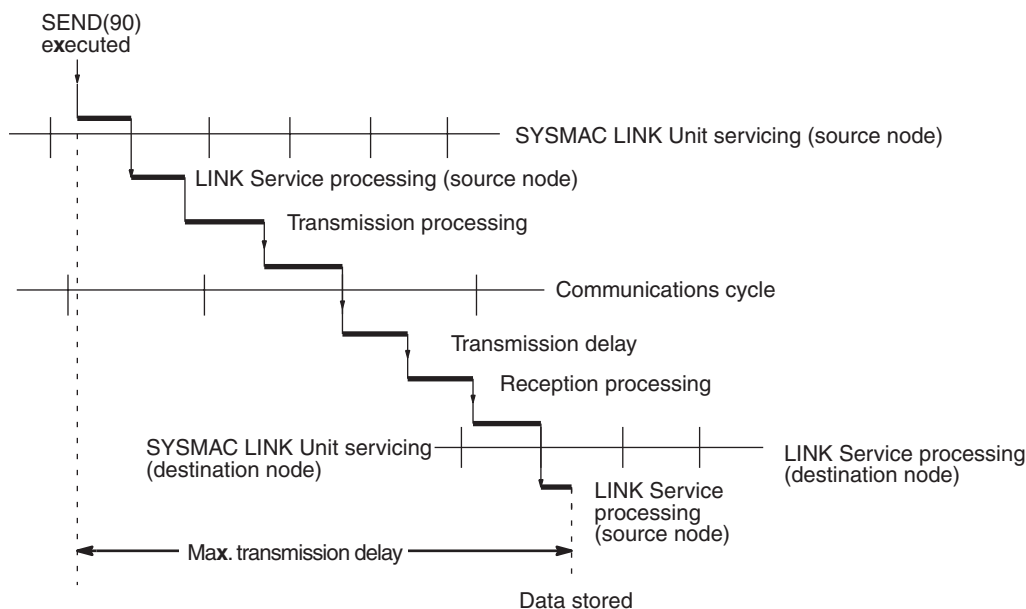 SEND(90)
executed
SYSMAC LINK Unit servicing (source node)
LINK Service processing (source node)
Transmission processing
Communications cycle
Transmission delay
Reception processing
SYSMAC LINK Unit servicing
(destination node)
LINK Service processing
(destination node)
LINK Service
processing
(source node)
Max. transmission delay
Data stored